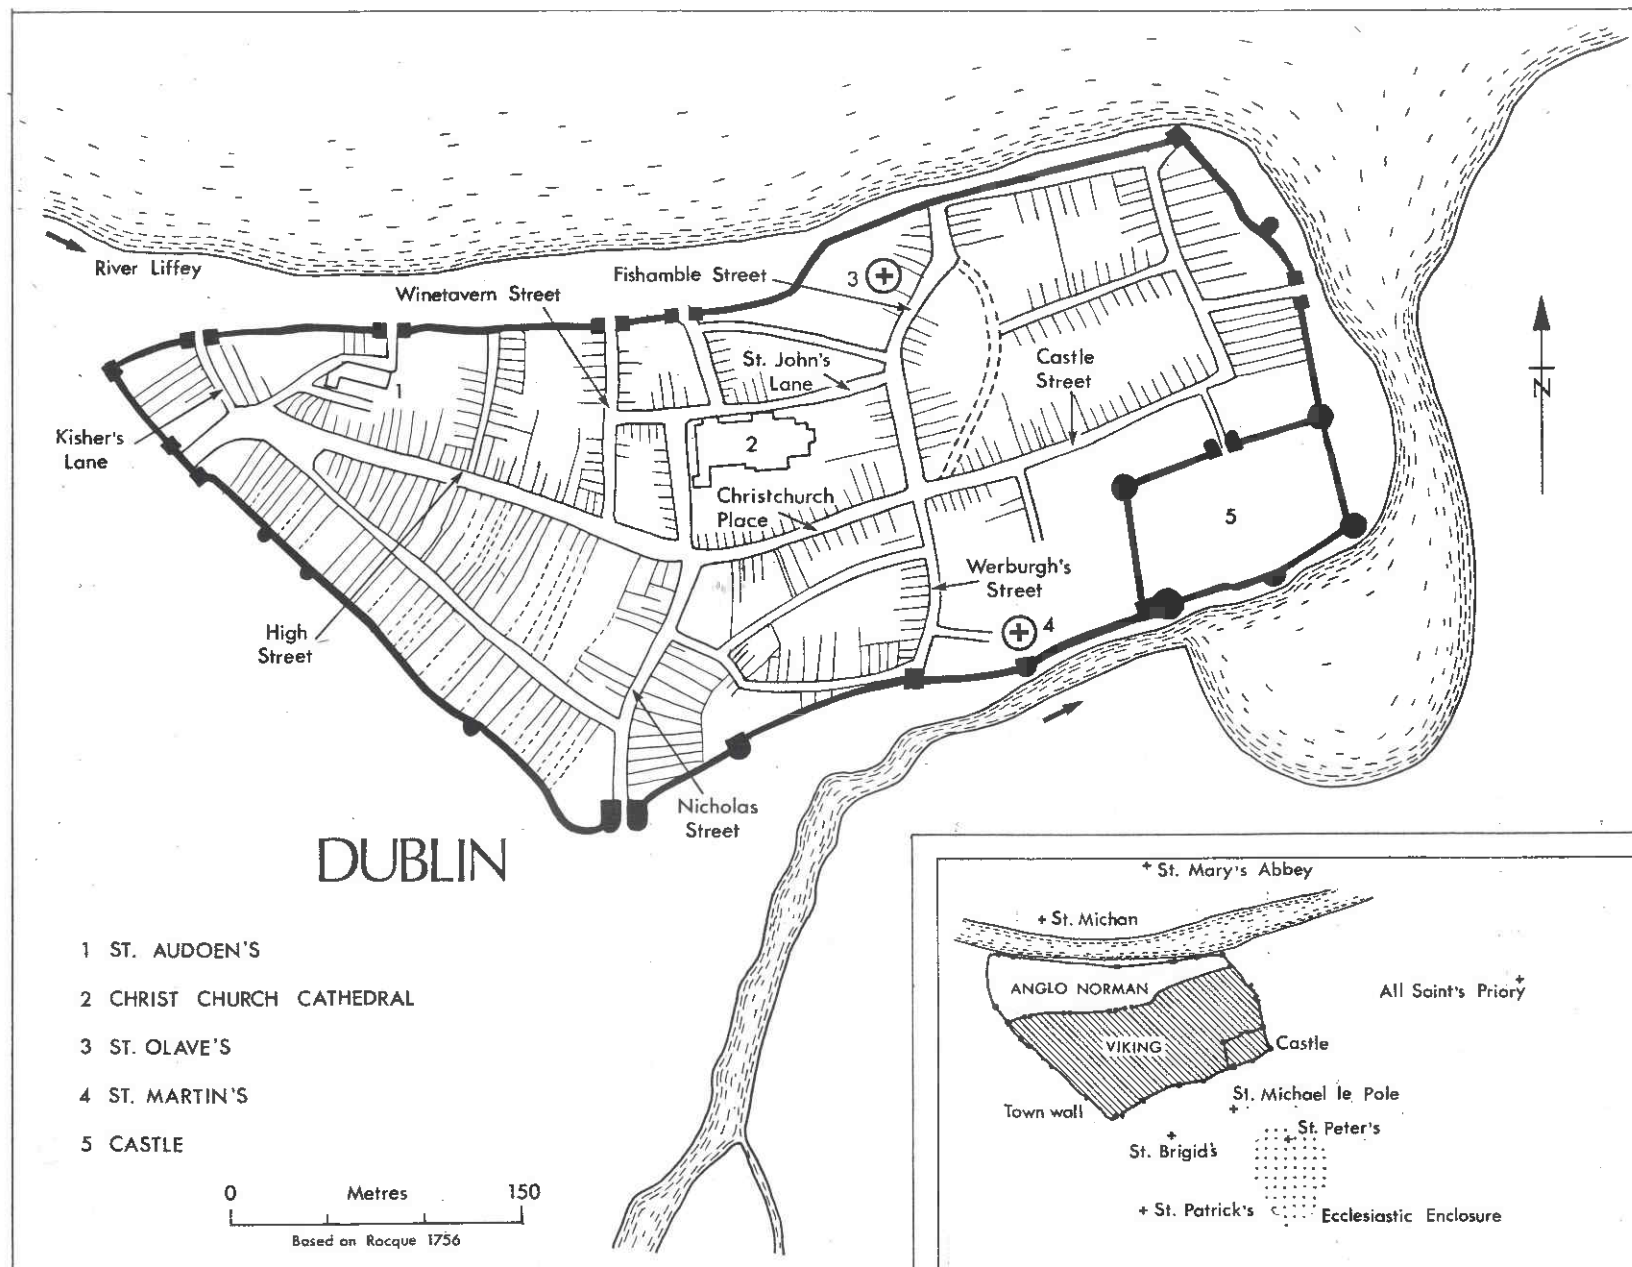 River Liffey
Winetavern Street
Fishamble Street
3
St. John's
Lane
Castle
Street
1
2
Kisher's
Lane
Christchurch
Place
5
Werburgh's
Street
4
High
Street
Nicholas
Street
N
DUBLIN
1 ST. AUDOEN'S
2 CHRIST CHURCH CATHEDRAL
3 ST. OLAVE'S
4 ST. MARTIN'S
5 CASTLE
0 Metres 150
Based on Rocque 1756
St. Mary's Abbey
St. Michan
ANGLO NORMAN
All Saint's Priory
VIKING
Castle
Town wall
St. Michael le Pole
St. Peter's
St. Brigid's
St. Patrick's
Ecclesiastic Enclosure